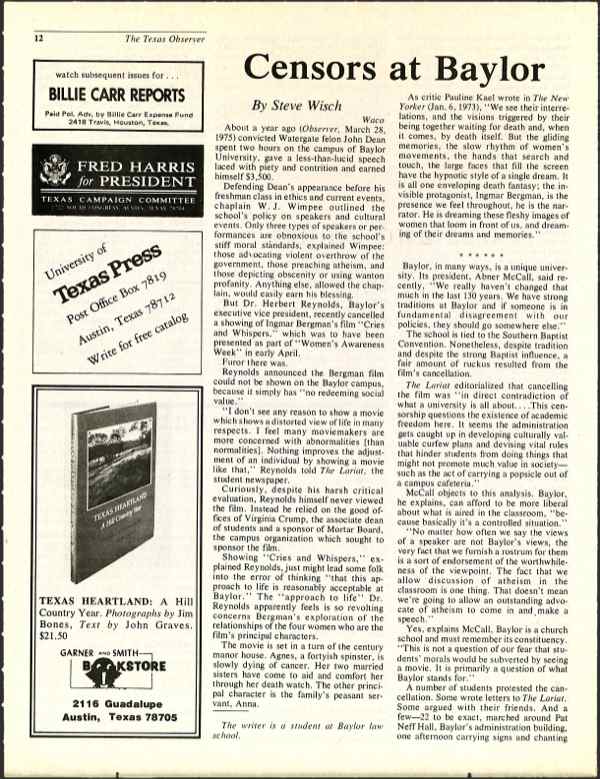 12
The Texas Observer
watch subsequent issues for . . .
BILLIE CARR REPORTS
Paid Pol. Adv. by Billie Carr Expense Fund
2418 Travis, Houston, Texas.
FRED HARRIS
for PRESIDENT
TEXAS CAMPAIGN COMMITTEE
University of
Texas Press
Post Office Box 7819
Austin, Texas 78712
Write for free catalog
TEXAS HEARTLAND
A Hill Country Year
TEXAS HEARTLAND: A Hill
Country Year. Photographs by Jim
Bones, Text by John Graves.
$21.50
GARNER AND SMITH
BOOKSTORE
2116 Guadalupe
Austin, Texas 78705
Censors at Baylor
By Steve Wisch
Waco
About a year ago (Observer, March 28,
1975) convicted Watergate felon John Dean
spent two hours on the campus of Baylor
University, gave a less-than-lucid speech
laced with piety and contrition and earned
himself $3,500.
Defending Dean's appearance before his
freshman class in ethics and current events,
chaplain W. J. Wimpee outlined the
school's policy on speakers and cultural
events. Only three types of speakers or per-
formances are obnoxious to the school's
stiff moral standards, explained Wimpee:
those advocating violent overthrow of the
government, those preaching atheism, and
those depicting obscenity or using wanton
profanity. Anything else, allowed the chap-
lain, would easily earn his blessing.
But Dr. Herbert Reynolds, Baylor's
executive vice president, recently cancelled
a showing of Ingmar Bergman's film "Cries
and Whispers," which was to have been
presented as part of "Women's Awareness
Week" in early April.
Furor there was.
Reynolds announced the Bergman film
could not be shown on the Baylor campus,
because it simply has "no redeeming social
value."
"I don't see any reason to show a movie
which shows a distorted view of life in many
respects. I feel many moviemakers are
more concerned with abnormalities [than
normalities]. Nothing improves the adjust-
ment of an individual by showing a movie
like that," Reynolds told The Lariat, the
student newspaper.
Curiously, despite his harsh critical
evaluation, Reynolds himself never viewed
the film. Instead he relied on the good of-
fices of Virginia Crump, the associate dean
of students and a sponsor of Mortar Board,
the campus organization which sought to
sponsor the film.
Showing "Cries and Whispers," ex-
plained Reynolds, just might lead some folk
into the error of thinking "that this ap-
proach to life is reasonably acceptable at
Baylor." The "approach to life" Dr.
Reynolds apparently feels is so revolting
concerns Bergman's exploration of the
relationships of the four women who are the
film's principal characters.
The movie is set in a turn of the century
manor house. Agnes, a fortyish spinster, is
slowly dying of cancer. Her two married
sisters have come to aid and comfort her
through her death watch. The other princi-
pal character is the family's peasant ser-
vant, Anna.
The writer is a student at Baylor law
school.
As critic Pauline Kael wrote in The New
Yorker (Jan. 6, 1973), "We see their interre-
lations, and the visions triggered by their
being together waiting for death and, when
it comes, by death itself. But the gliding
memories, the slow rhythm of women's
movements, the hands that search and
touch, the large faces that fill the screen
have the hypnotic style of a single dream. It
is all one enveloping death fantasy; the in-
visible protagonist, Ingmar Bergman, is the
presence we feel throughout, he is the nar-
rator. He is dreaming these fleshy images of
women that loom in front of us, and dream-
ing of their dreams and memories."
* * * * * *
Baylor, in many ways, is a unique univer-
sity. Its president, Abner McCall, said re-
cently, "We really haven't changed that
much in the last 130 years. We have strong
traditions at Baylor and if someone is in
fundamental disagreement with our
policies, they should go somewhere else."
The school is tied to the Southern Baptist
Convention. Nonetheless, despite tradition
and despite the strong Baptist influence, a
fair amount of ruckus resulted from the
film's cancellation.
The Lariat editorialized that cancelling
the film was "in direct contradiction of
what a university is all about. . . .This cen-
sorship questions the existence of academic
freedom here. It seems the administration
gets caught up in developing culturally val-
uable curfew plans and devising vital rules
that hinder students from doing things that
might not promote much value in society—
such as the act of carrying a popsicle out of
a campus cafeteria."
McCall objects to this analysis. Baylor,
he explains, can afford to be more liberal
about what is aired in the classroom, "be-
cause basically it's a controlled situation."
"No matter how often we say the views
of a speaker are not Baylor's views, the
very fact that we furnish a rostrum for them
is a sort of endorsement of the worthwhile-
ness of the viewpoint. The fact that we
allow discussion of atheism in the
classroom is one thing. That doesn't mean
we're going to allow an outstanding advo-
cate of atheism to come in and make a
speech."
Yes, explains McCall, Baylor is a church
school and must remember its constituency.
"This is not a question of our fear that stu-
dents' morals would be subverted by seeing
a movie. It is primarily a question of what
Baylor stands for."
A number of students protested the can-
cellation. Some wrote letters to The Lariat.
Some argued with their friends. And a
few—22 to be exact, marched around Pat
Neff Hall, Baylor's administration building,
one afternoon carrying signs and chanting